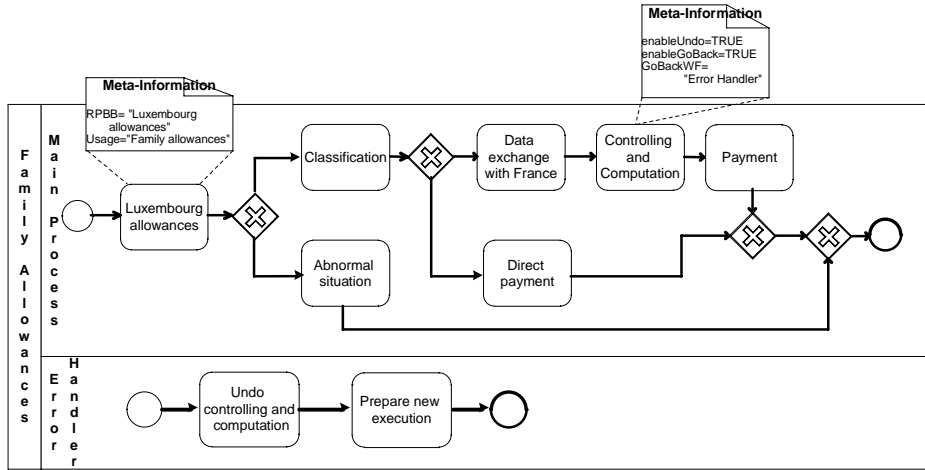 Meta-Information
enableUndo=TRUE
enableGoBack=TRUE
GoBackWF=
"Error Handler"
Meta-Information
RPBB= "Luxembourg
allowances"
Usage="Family allowances"
Family Allowances
Main Process
Luxembourg
allowances
Classification
Data
exchange
with France
Controlling
and
Computation
Payment
Abnormal
situation
Direct
payment
Error
Handler
Undo
controlling and
computation
Prepare new
execution